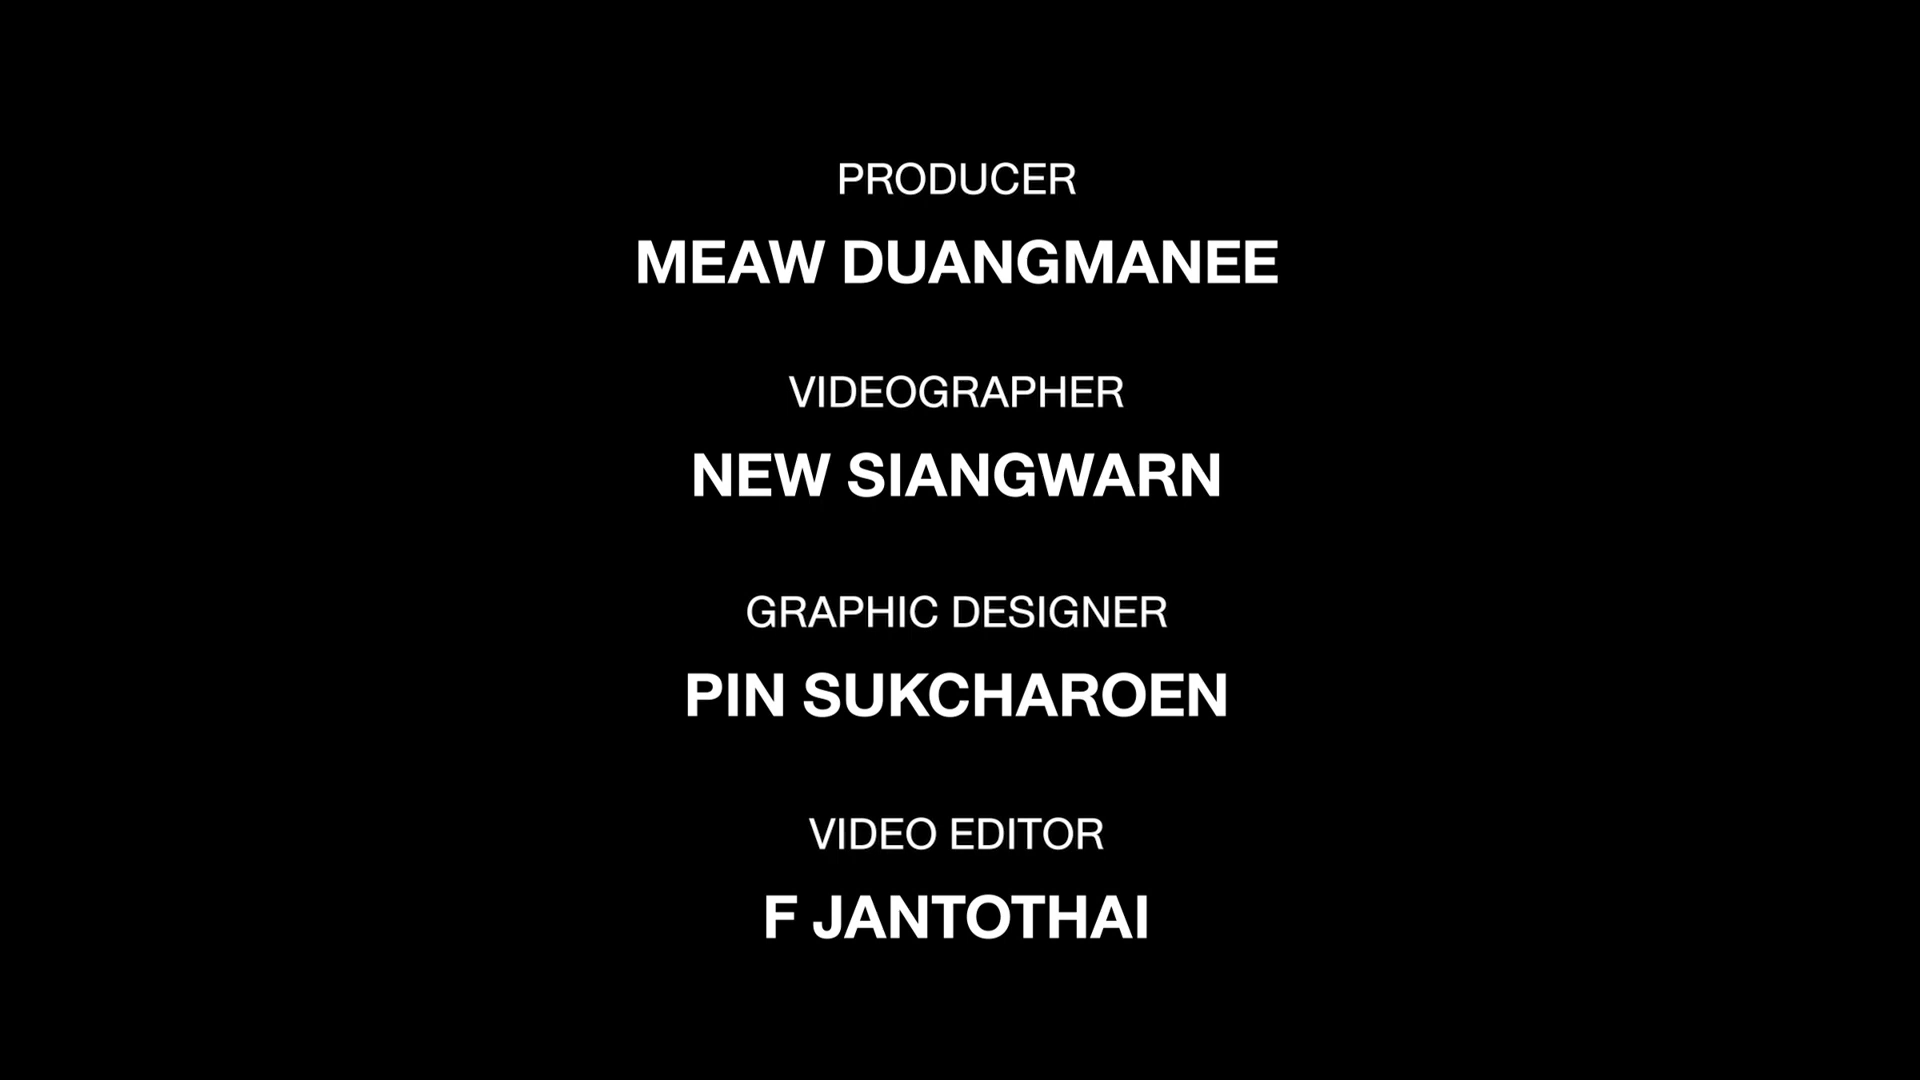 PRODUCER
MEAW DUANGMANEE
VIDEOGRAPHER
NEW SIANGWARN
GRAPHIC DESIGNER
PIN SUKCHAROEN
VIDEO EDITOR
F JANTOTHAI